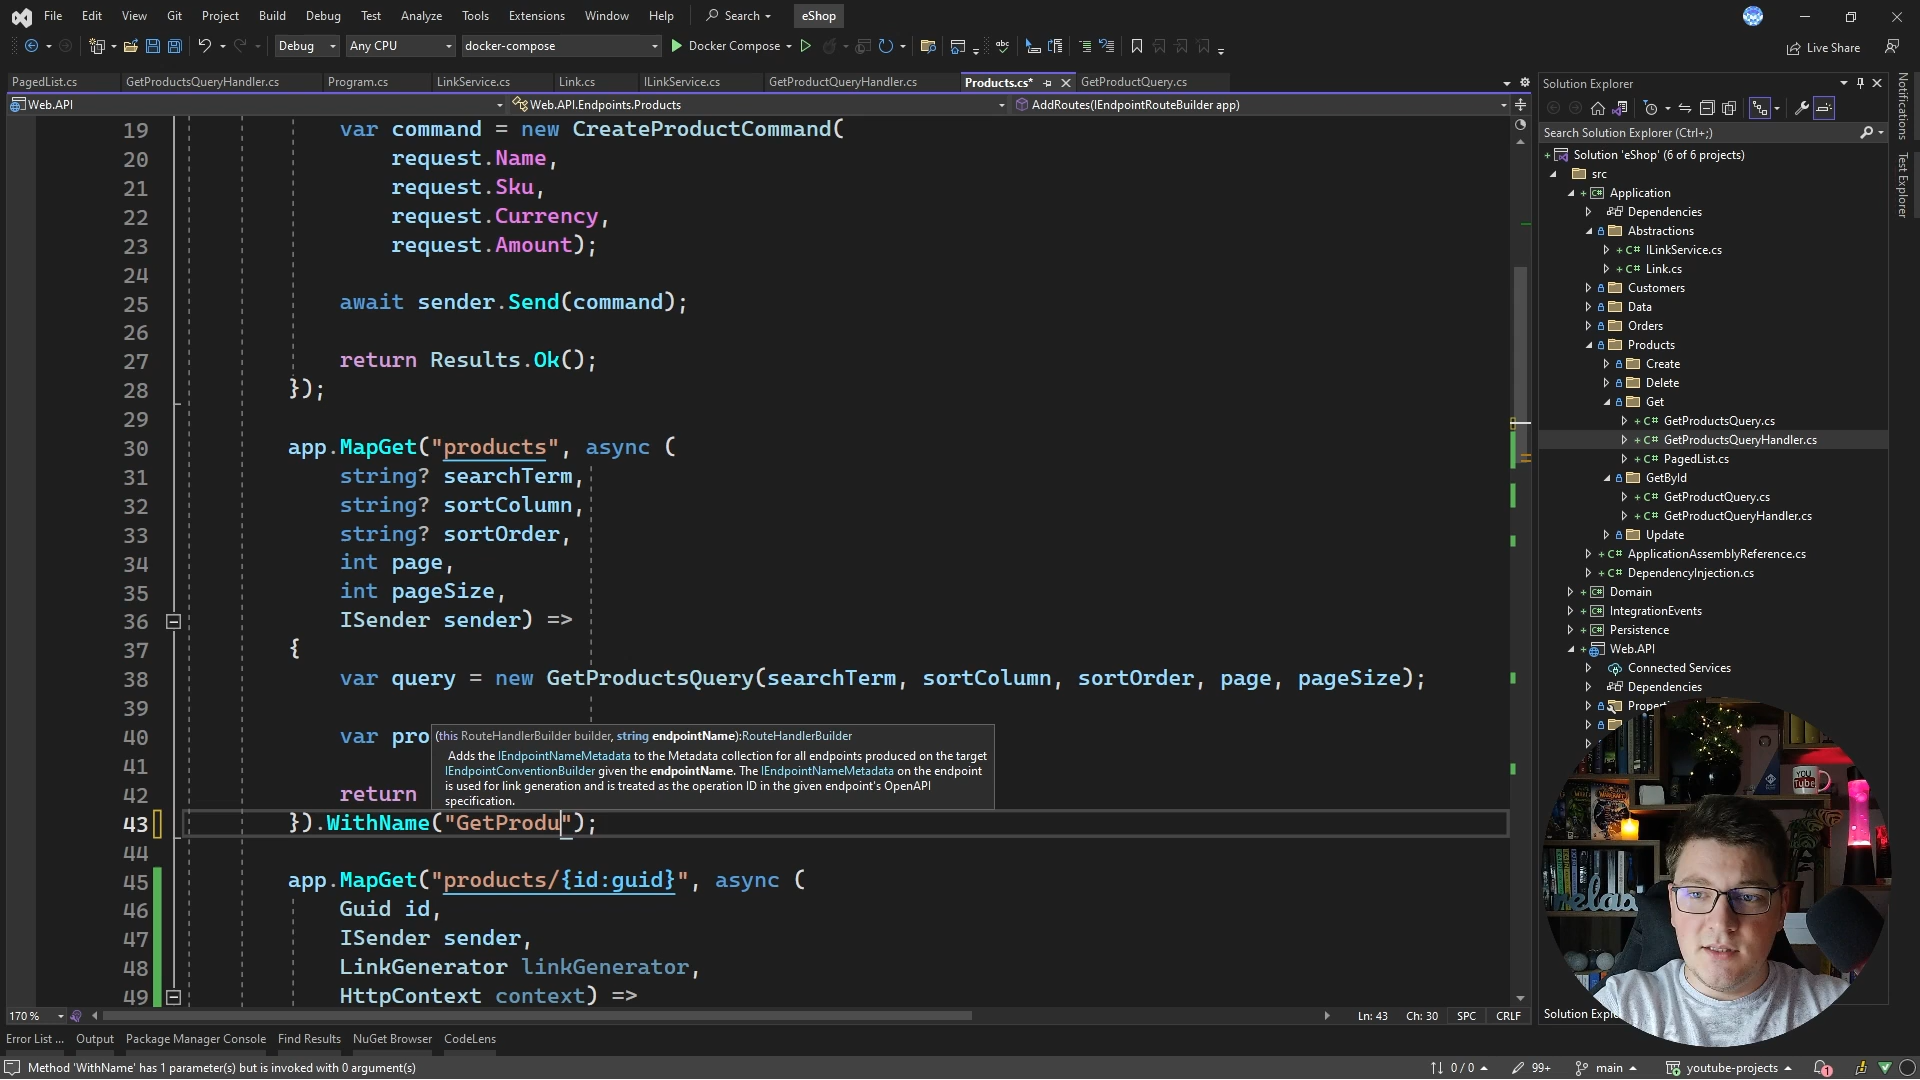 File Edit View Git Project Build Debug Test Analyze Tools Extensions Window Help Search eShop
Debug Any CPU docker-compose Docker Compose Live Share
PagedList.cs GetProductsQueryHandler.cs Program.cs LinkService.cs Link.cs ILinkService.cs GetProductQueryHandler.cs Products.cs* GetProductQuery.cs
Web.API Web.API.Endpoints.Products AddRoutes(IEndpointRouteBuilder app)
19 var command = new CreateProductCommand(
20 request.Name,
21 request.Sku,
22 request.Currency,
23 request.Amount);
24
25 await sender.Send(command);
26
27 return Results.Ok();
28 });
29
30 app.MapGet("products", async (
31 string? searchTerm,
32 string? sortColumn,
33 string? sortOrder,
34 int page,
35 int pageSize,
36 ISender sender) =>
37 {
38 var query = new GetProductsQuery(searchTerm, sortColumn, sortOrder, page, pageSize);
39
40 var pro
(this RouteHandlerBuilder builder, string endpointName):RouteHandlerBuilder
Adds the IEndpointNameMetadata to the Metadata collection for all endpoints produced on the target
IEndpointConventionBuilder given the endpointName. The IEndpointNameMetadata on the endpoint
is used for link generation and is treated as the operation ID in the given endpoint's OpenAPI
specification.
41
42 return
43 }).WithName("GetProdu");
44
45 app.MapGet("products/{id:guid}", async (
46 Guid id,
47 ISender sender,
48 LinkGenerator linkGenerator,
49 HttpContext context) =>
170 % Ln: 43 Ch: 30 SPC CRLF
Error List ... Output Package Manager Console Find Results NuGet Browser CodeLens
Method 'WithName' has 1 parameter(s) but is invoked with 0 argument(s) 0 / 0 99+ main youtube-projects 1
Solution Explorer
Search Solution Explorer (Ctrl+;)
Solution 'eShop' (6 of 6 projects)
src
Application
Dependencies
Abstractions
C# ILinkService.cs
C# Link.cs
Customers
Data
Orders
Products
Create
Delete
Get
C# GetProductsQuery.cs
C# GetProductsQueryHandler.cs
C# PagedList.cs
GetById
C# GetProductQuery.cs
C# GetProductQueryHandler.cs
Update
C# ApplicationAssemblyReference.cs
C# DependencyInjection.cs
Domain
IntegrationEvents
Persistence
Web.API
Connected Services
Dependencies
Properti
Solution Explo
Notifications
Test Explorer
YOU
Tube
relax